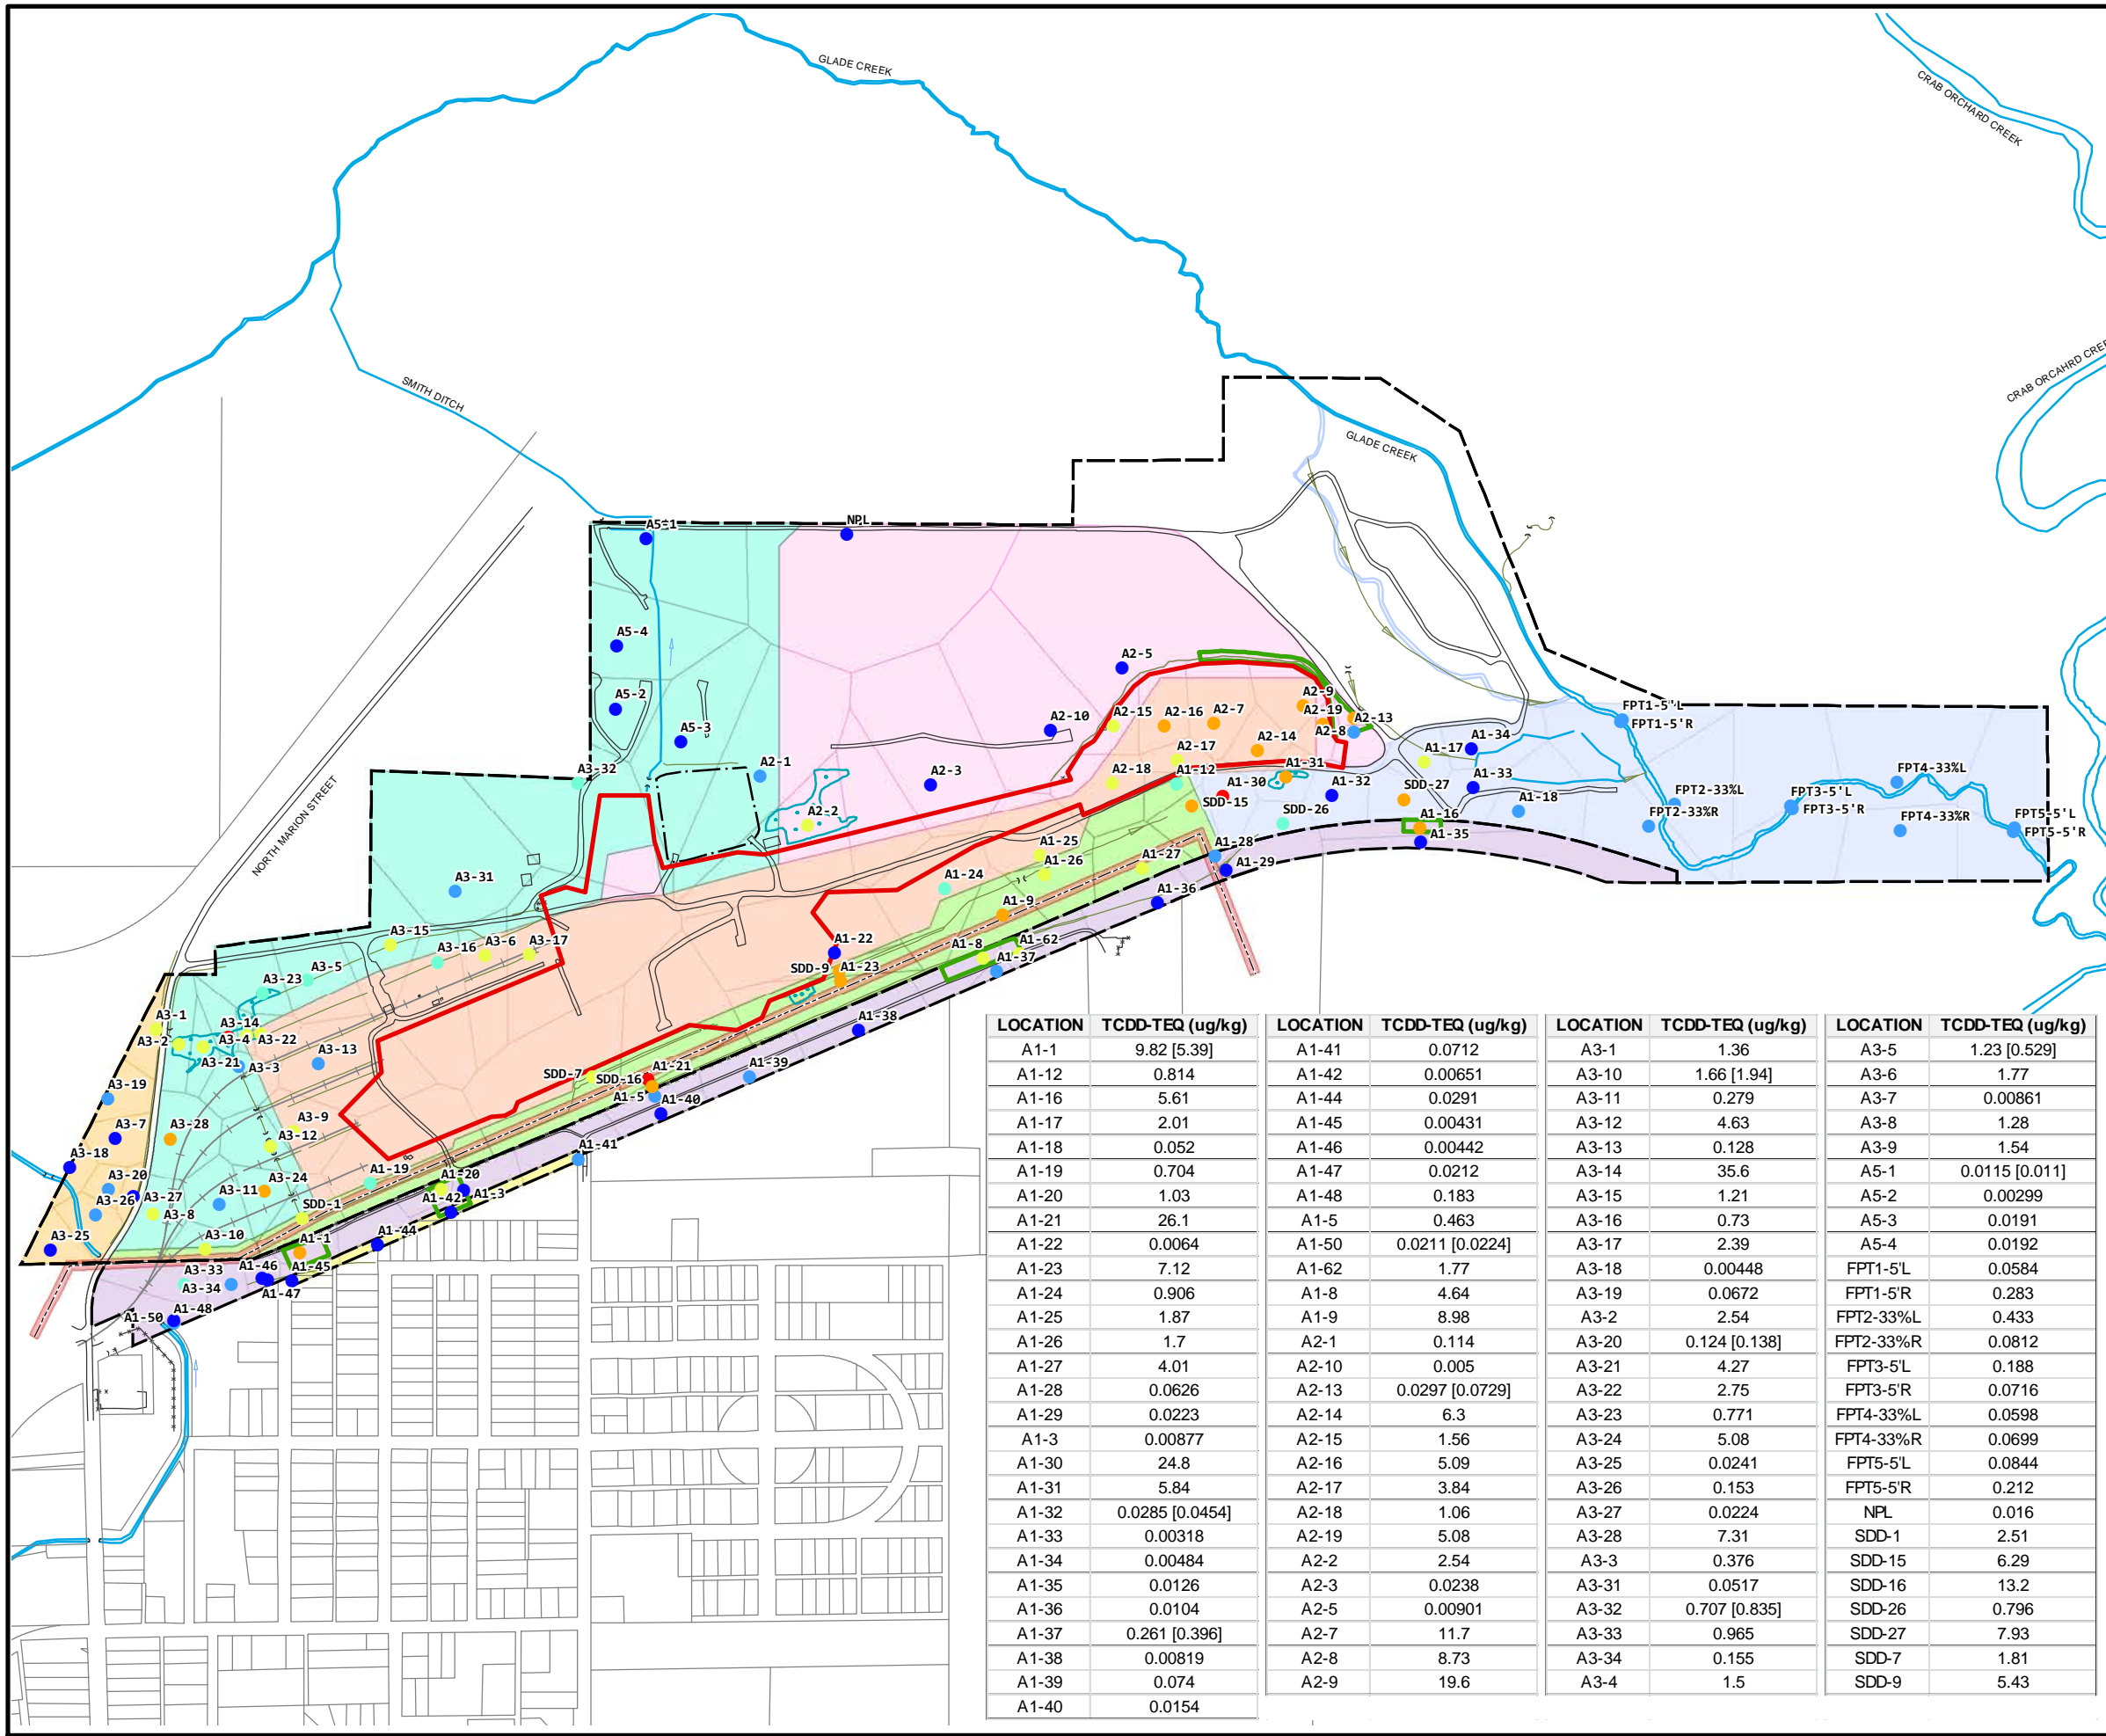 GLADE CREEK
CRAB ORCHARD CREEK
CRAB ORCAHRD CREE
SMITH DITCH
NORTH MARION STREET
GLADE CREEK
A5-1
NPL
A5-4
A5-2
A5-3
A2-5
A2-10
A2-15
A2-16
A2-7
A2-9
A2-19
A2-13
A2-8
A2-14
A2-17
A2-18
A2-1
A2-3
A2-2
A3-32
A3-31
A1-12
A1-31
A1-30
A1-32
SDD-15
SDD-26
SDD-27
A1-17
A1-34
A1-33
A1-18
A1-16
A1-35
FPT1-5'L
FPT1-5'R
FPT2-33%L
FPT2-33%R
FPT3-5'L
FPT3-5'R
FPT4-33%L
FPT4-33%R
FPT5-5'L
FPT5-5'R
A1-25
A1-26
A1-27
A1-28
A1-29
A1-24
A1-36
A1-9
A1-8
A1-62
A1-37
A1-22
SDD-9
A1-23
A1-38
A1-39
A3-15
A3-16
A3-6
A3-17
A3-5
A3-23
A3-1
A3-14
A3-2
A3-4
A3-22
A3-21
A3-3
A3-13
A3-19
A3-9
A3-12
A3-7
A3-28
A3-18
A3-20
A3-26
A3-27
A3-8
A3-11
A3-24
A3-25
A3-10
SDD-1
A1-19
A1-1
SDD-7
SDD-16
A1-21
A1-5
A1-40
A1-41
A1-20
A1-42
A1-3
A1-44
A3-33
A3-34
A1-46
A1-45
A1-47
A1-50
A1-48
LOCATION TCDD-TEQ (ug/kg) LOCATION TCDD-TEQ (ug/kg) LOCATION TCDD-TEQ (ug/kg) LOCATION TCDD-TEQ (ug/kg)
A1-1 9.82 [5.39] A1-41 0.0712 A3-1 1.36 A3-5 1.23 [0.529]
A1-12 0.814 A1-42 0.00651 A3-10 1.66 [1.94] A3-6 1.77
A1-16 5.61 A1-44 0.0291 A3-11 0.279 A3-7 0.00861
A1-17 2.01 A1-45 0.00431 A3-12 4.63 A3-8 1.28
A1-18 0.052 A1-46 0.00442 A3-13 0.128 A3-9 1.54
A1-19 0.704 A1-47 0.0212 A3-14 35.6 A5-1 0.0115 [0.011]
A1-20 1.03 A1-48 0.183 A3-15 1.21 A5-2 0.00299
A1-21 26.1 A1-5 0.463 A3-16 0.73 A5-3 0.0191
A1-22 0.0064 A1-50 0.0211 [0.0224] A3-17 2.39 A5-4 0.0192
A1-23 7.12 A1-62 1.77 A3-18 0.00448 FPT1-5'L 0.0584
A1-24 0.906 A1-8 4.64 A3-19 0.0672 FPT1-5'R 0.283
A1-25 1.87 A1-9 8.98 A3-2 2.54 FPT2-33%L 0.433
A1-26 1.7 A2-1 0.114 A3-20 0.124 [0.138] FPT2-33%R 0.0812
A1-27 4.01 A2-10 0.005 A3-21 4.27 FPT3-5'L 0.188
A1-28 0.0626 A2-13 0.0297 [0.0729] A3-22 2.75 FPT3-5'R 0.0716
A1-29 0.0223 A2-14 6.3 A3-23 0.771 FPT4-33%L 0.0598
A1-3 0.00877 A2-15 1.56 A3-24 5.08 FPT4-33%R 0.0699
A1-30 24.8 A2-16 5.09 A3-25 0.0241 FPT5-5'L 0.0844
A1-31 5.84 A2-17 3.84 A3-26 0.153 FPT5-5'R 0.212
A1-32 0.0285 [0.0454] A2-18 1.06 A3-27 0.0224 NPL 0.016
A1-33 0.00318 A2-19 5.08 A3-28 7.31 SDD-1 2.51
A1-34 0.00484 A2-2 2.54 A3-3 0.376 SDD-15 6.29
A1-35 0.0126 A2-3 0.0238 A3-31 0.0517 SDD-16 13.2
A1-36 0.0104 A2-5 0.00901 A3-32 0.707 [0.835] SDD-26 0.796
A1-37 0.261 [0.396] A2-7 11.7 A3-33 0.965 SDD-27 7.93
A1-38 0.00819 A2-8 8.73 A3-34 0.155 SDD-7 1.81
A1-39 0.074 A2-9 19.6 A3-4 1.5 SDD-9 5.43
A1-40 0.0154